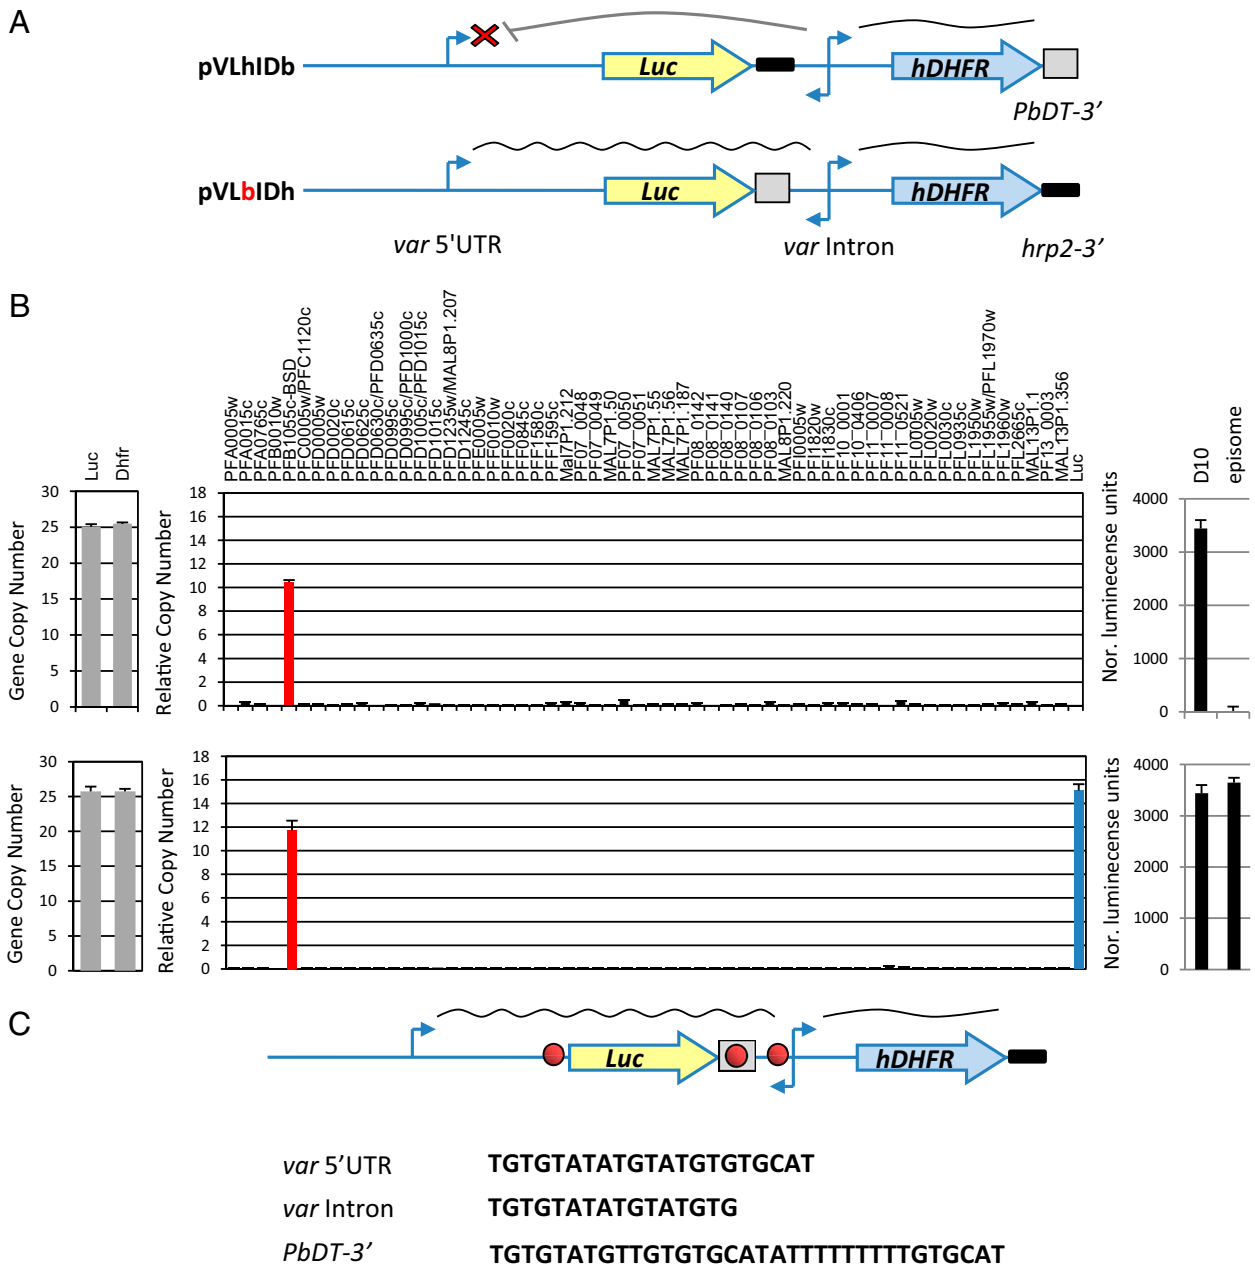 A
pVLhIDb
Luc
hDHFR
PbDT-3'
pVLbIDh
Luc
hDHFR
var 5'UTR
var Intron
hrp2-3'
B
Luc
Dhfr
Gene Copy Number
30
25
20
15
10
5
0
PFA0005w
PFA0015c
PFA0765c
PFB0010w
PFB1055c-BSD
PFC0005w/PFC1120c
PFD0005w
PFD0020c
PFD0615c
PFD0625c
PFD0630c/PFD0635c
PFD0995c
PFD0995c/PFD1000c
PFD1005c/PFD1015c
PFD1015c
PFD1235w/MAL8P1.207
PFD1245c
PFE0005w
PFF0010w
PFF0020c
PFF0845c
PFF1580c
PFF1595c
Mal7P1.212
PF07_0048
PF07_0049
MAL7P1.50
PF07_0050
PF07_0051
MAL7P1.55
MAL7P1.56
MAL7P1.187
PF08_0142
PF08_0141
PF08_0140
PF08_0107
PF08_0106
PF08_0103
MAL8P1.220
PFI0005w
PFI1820w
PFI1830c
PF10_0001
PF10_0406
PF11_0007
PF11_0008
PF11_0521
PFL0005w
PFL0020w
PFL0030c
PFL0935c
PFL1950w
PFL1955w/PFL1970w
PFL1960w
PFL2665c
MAL13P1.1
PF13_0003
MAL13P1.356
Luc
Relative Copy Number
18
16
14
12
10
8
6
4
2
0
D10
episome
Nor. luminecense units
4000
3000
2000
1000
0
Gene Copy Number
30
25
20
15
10
5
0
Relative Copy Number
18
16
14
12
10
8
6
4
2
0
Nor. luminecense units
4000
3000
2000
1000
0
C
Luc
hDHFR
var 5'UTR TGTGTATATGTATGTGTGCAT
var Intron TGTGTATGTATGTATGTG
PbDT-3' TGTGTATGTTGTGTGCATATTTTTTTTTGTGCAT